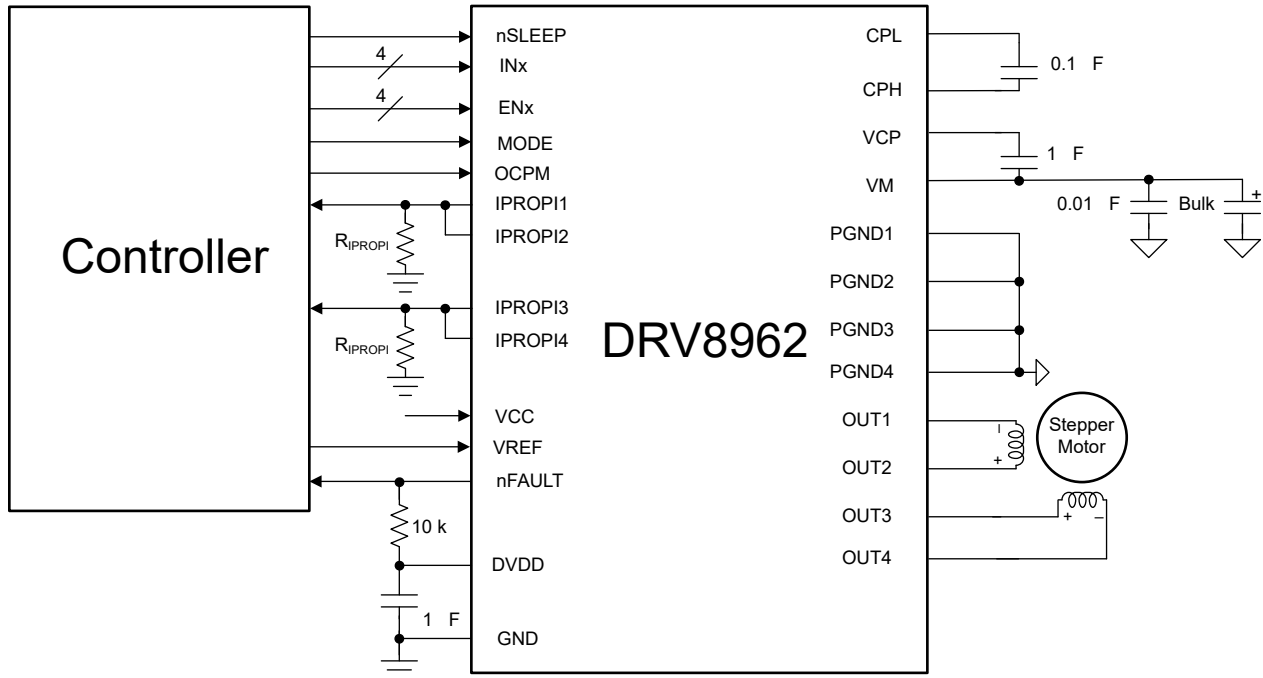 Controller
4
4
R_IPROPI
R_IPROPI
10 k
1 F
nSLEEP
INx
ENx
MODE
OCPM
IPROPI1
IPROPI2
IPROPI3
IPROPI4
VCC
VREF
nFAULT
DVDD
GND
DRV8962
CPL
CPH
VCP
VM
PGND1
PGND2
PGND3
PGND4
OUT1
OUT2
OUT3
OUT4
0.1 F
1 F
0.01 F
Bulk
+
–
+
Stepper
Motor
+ –